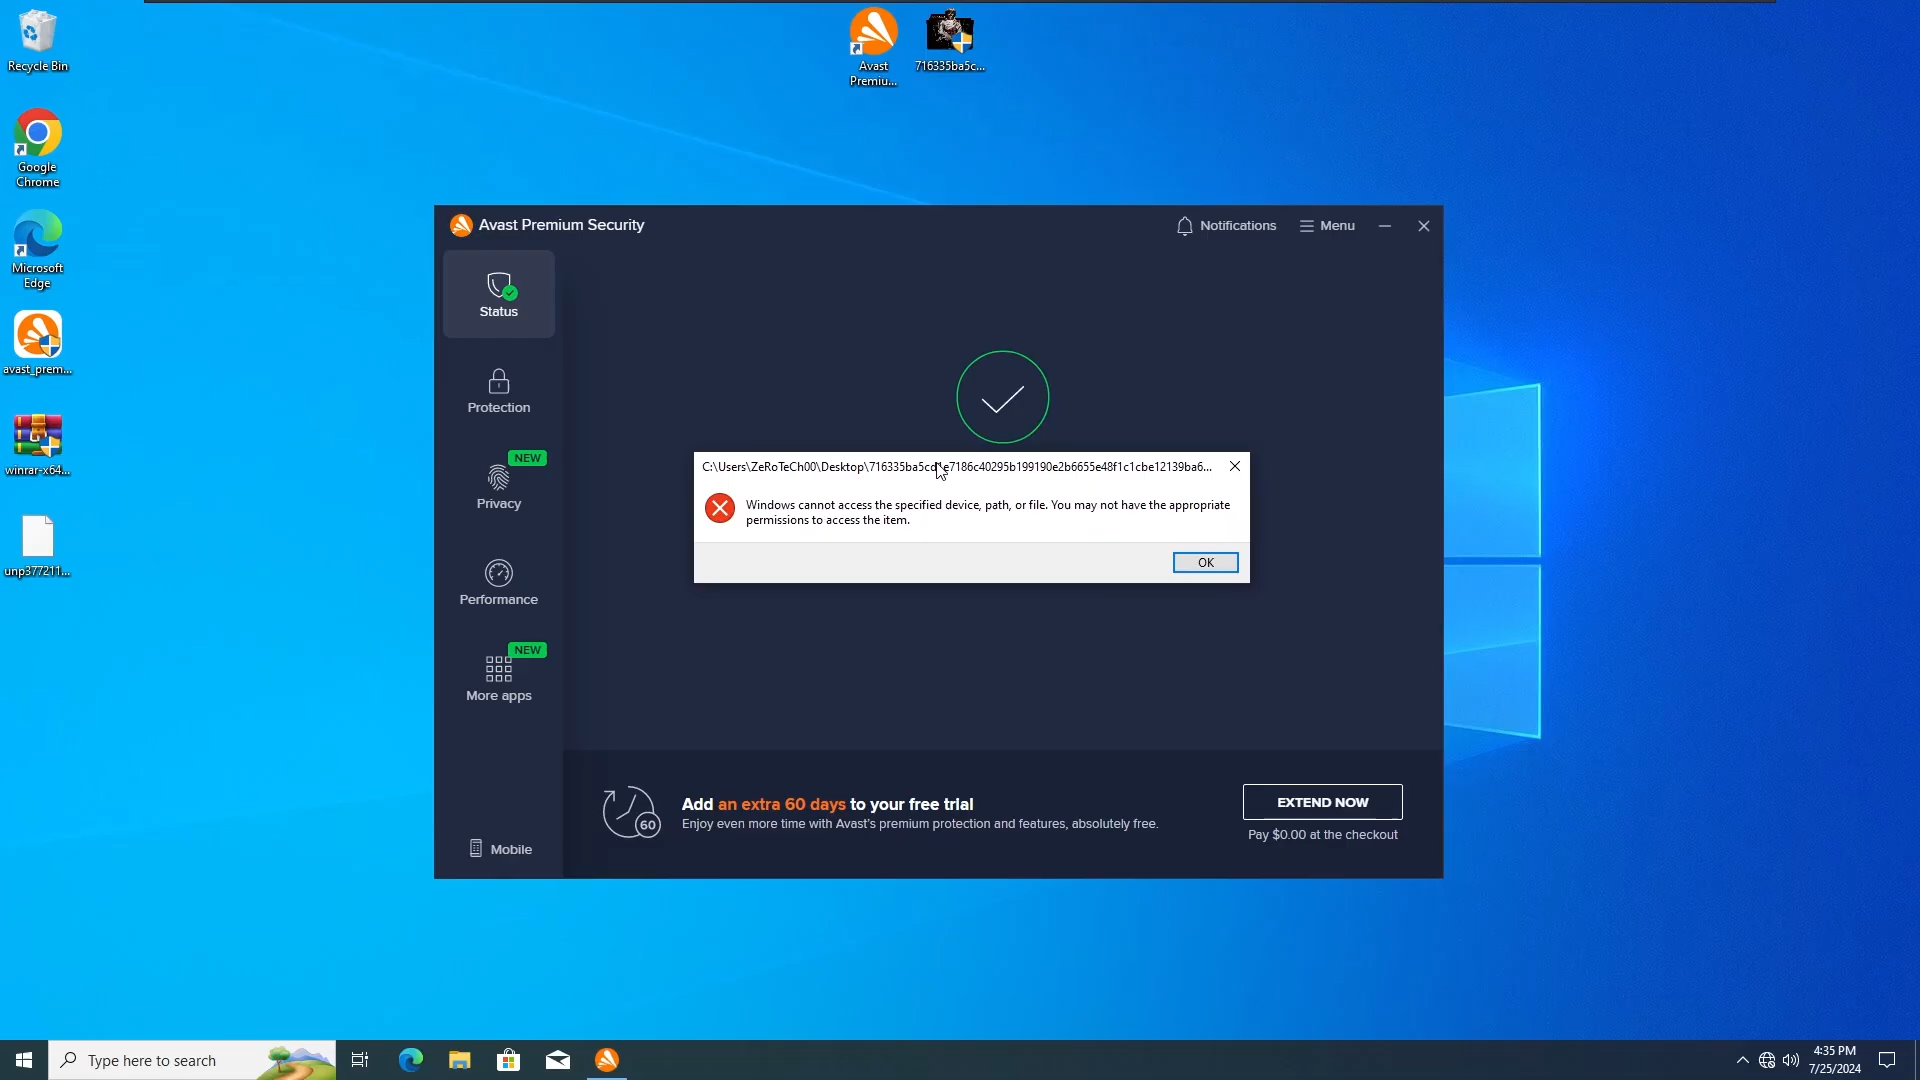 Recycle Bin
Google
Chrome
Microsoft
Edge
avast_prem...
winrar-x64...
unp377211...
Avast
Premiu...
716335ba5c...
Avast Premium Security
Notifications
Menu
Status
Protection
NEW
Privacy
Performance
NEW
More apps
Mobile
C:\Users\ZeRoTeCh00\Desktop\716335ba5cd1e7186c40295b199190e2b6655e48f1c1cbe12139ba6...
Windows cannot access the specified device, path, or file. You may not have the appropriate
permissions to access the item.
OK
60
Add an extra 60 days to your free trial
Enjoy even more time with Avast's premium protection and features, absolutely free.
EXTEND NOW
Pay $0.00 at the checkout
Type here to search
4:35 PM
7/25/2024